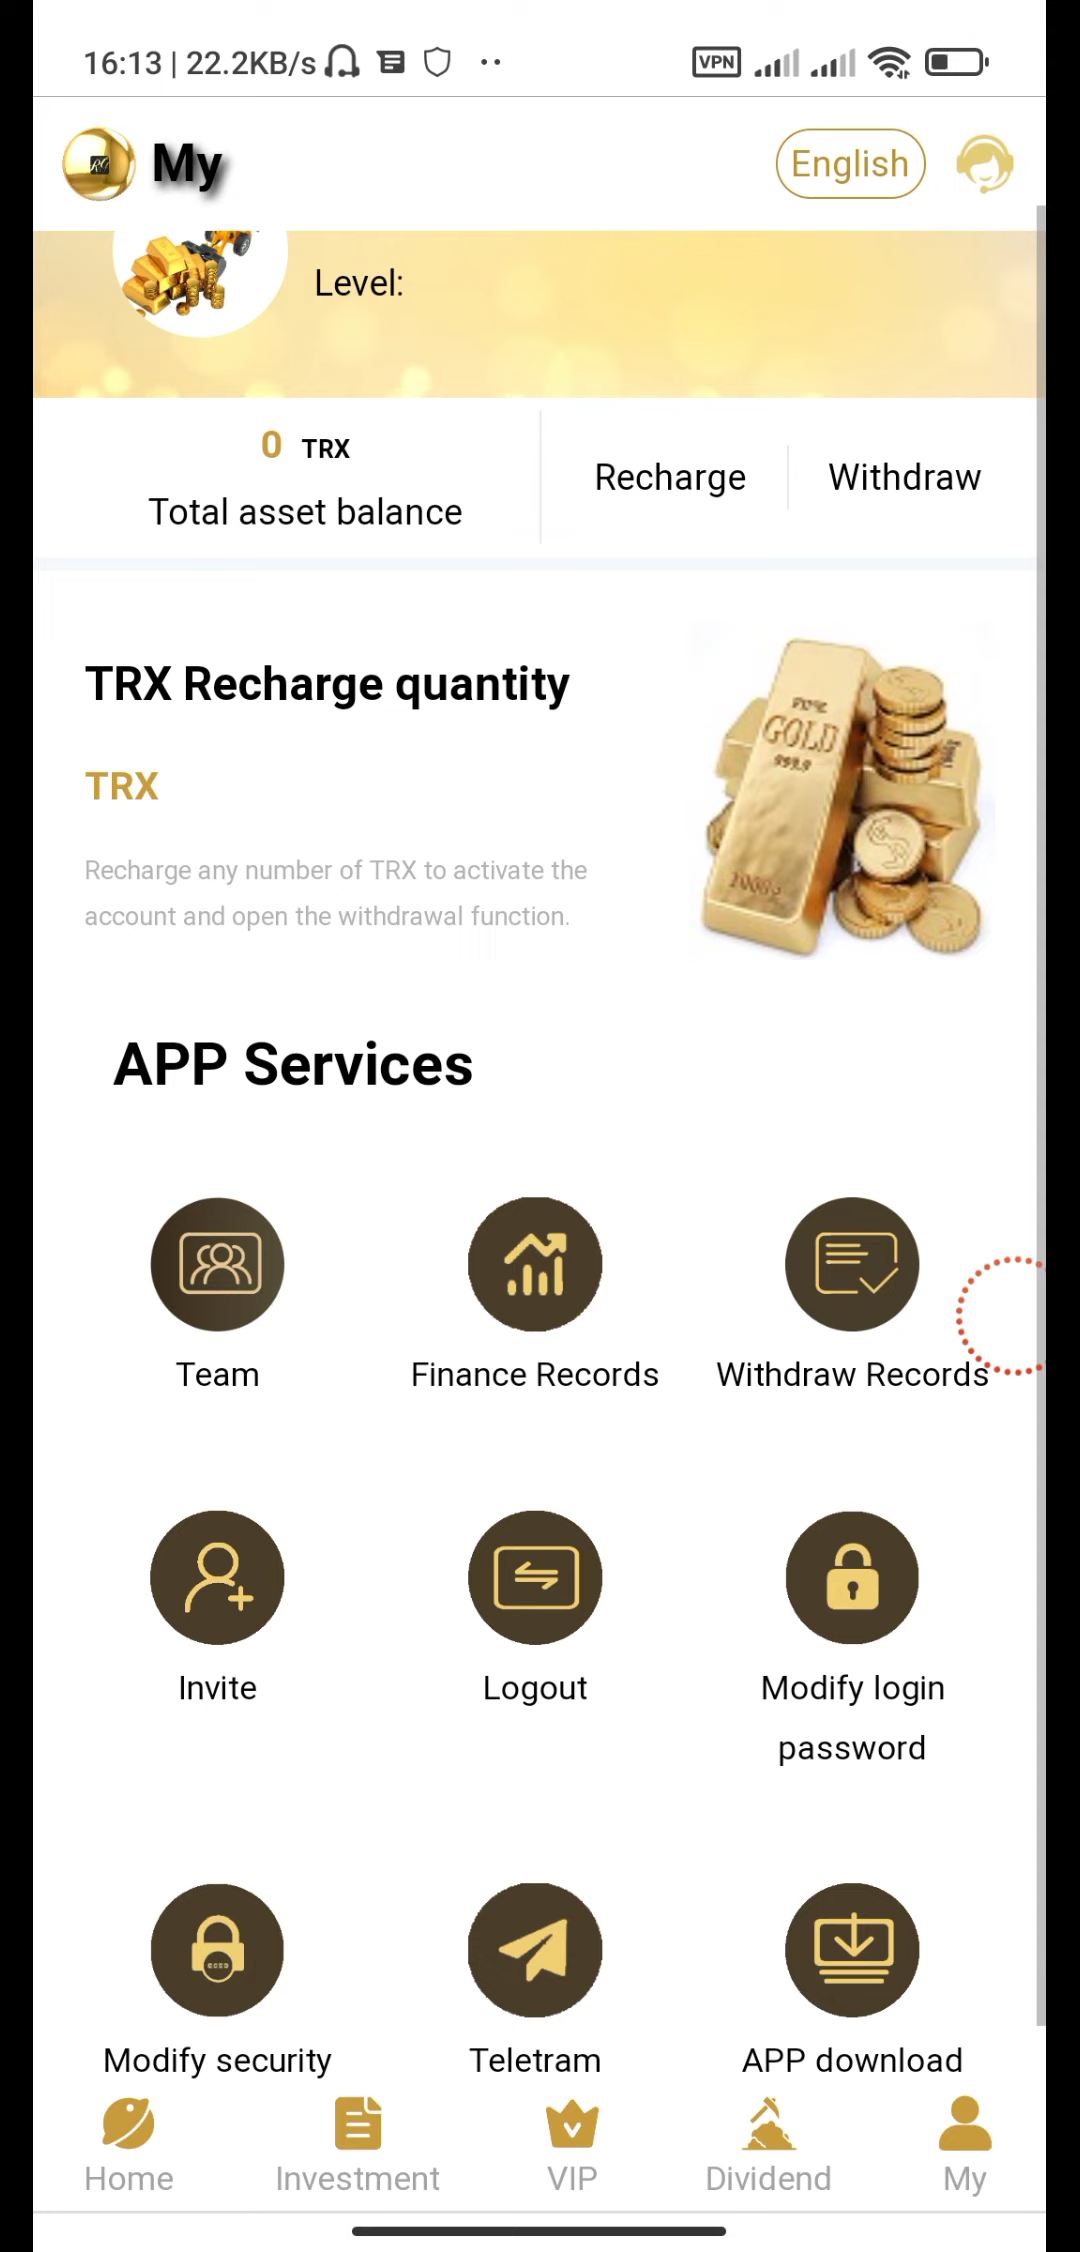 16:13 | 22.2KB/s
VPN
My
English
Level:
0 TRX
Total asset balance
Recharge
Withdraw
TRX Recharge quantity
TRX
Recharge any number of TRX to activate the
account and open the withdrawal function.
GOLD
999.9
1000g
APP Services
Team
Finance Records
Withdraw Records
Invite
Logout
Modify login
password
Modify security
Teletram
APP download
Home
Investment
VIP
Dividend
My